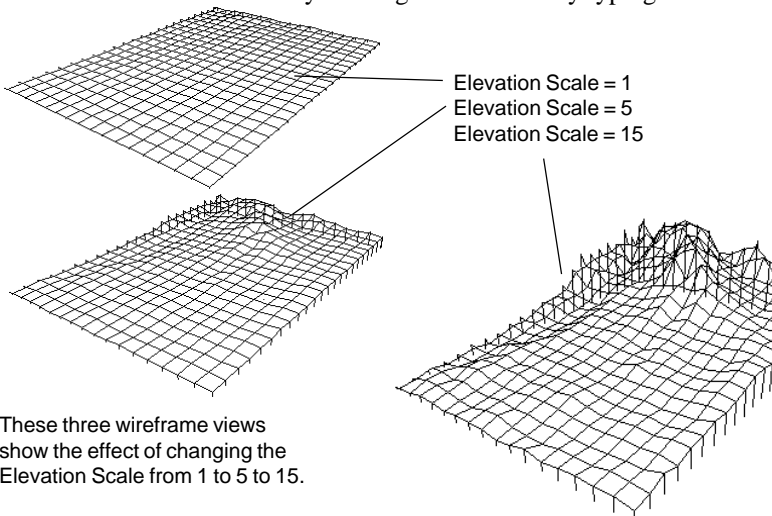 typing
Elevation Scale = 1
Elevation Scale = 5
Elevation Scale = 15
These three wireframe views
show the effect of changing the
Elevation Scale from 1 to 5 to 15.